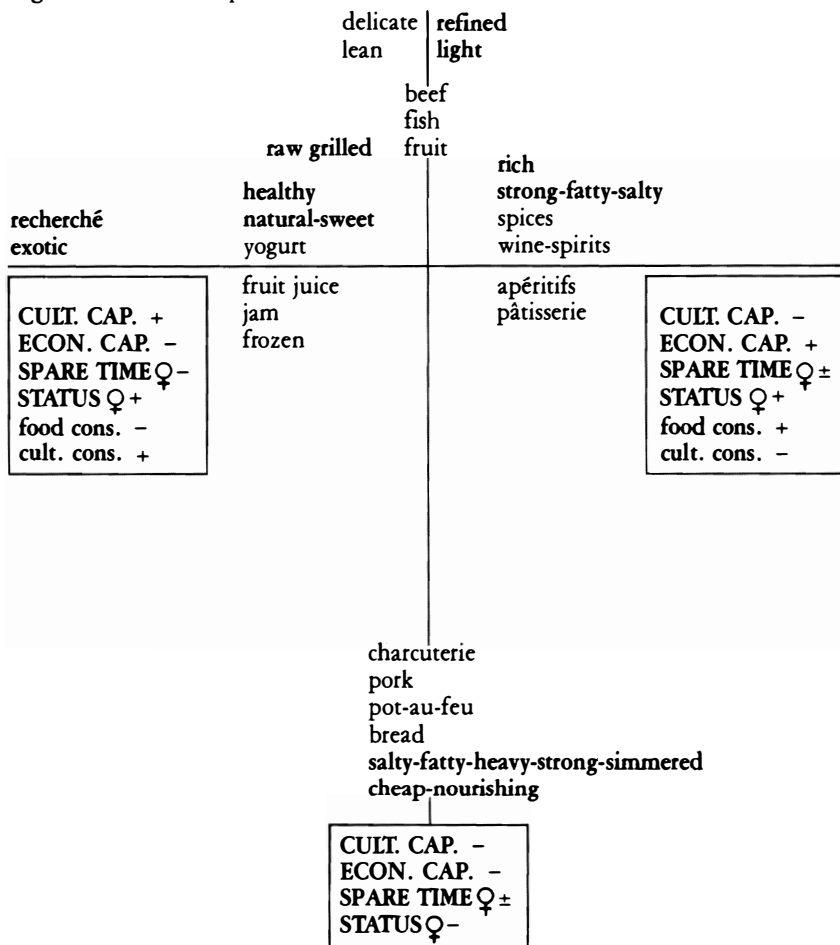 delicate refined
lean light
beef
fish
raw grilled fruit
rich
healthy strong-fatty-salty
recherché natural-sweet spices
exotic yogurt wine-spirits
fruit juice apéritifs
jam pâtisserie
frozen
CULT. CAP. +
ECON. CAP. -
SPARE TIME ♀ -
STATUS ♀ +
food cons. -
cult. cons. +
CULT. CAP. -
ECON. CAP. +
SPARE TIME ♀ ±
STATUS ♀ +
food cons. +
cult. cons. -
charcuterie
pork
pot-au-feu
bread
salty-fatty-heavy-strong-simmered
cheap-nourishing
CULT. CAP. -
ECON. CAP. -
SPARE TIME ♀ ±
STATUS ♀ -